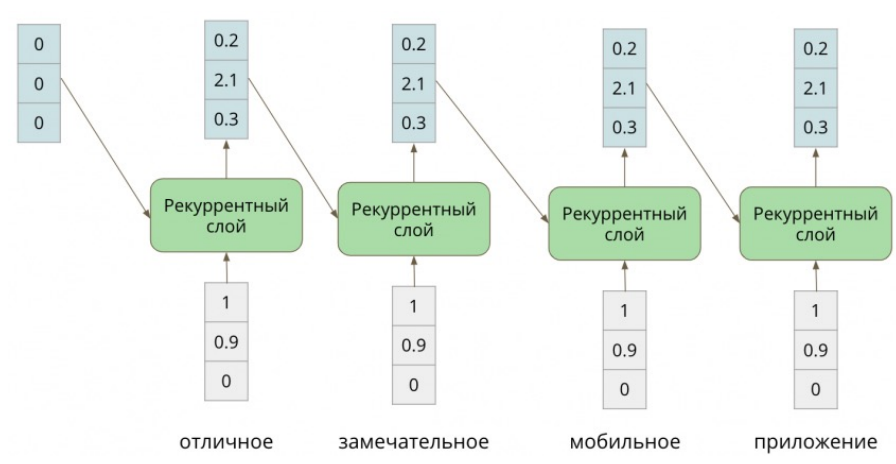 0
0
0
0.2
2.1
0.3
0.2
2.1
0.3
0.2
2.1
0.3
0.2
2.1
0.3
Рекуррентный
слой
Рекуррентный
слой
Рекуррентный
слой
Рекуррентный
слой
1
0.9
0
1
0.9
0
1
0.9
0
1
0.9
0
отличное
замечательное
мобильное
приложение